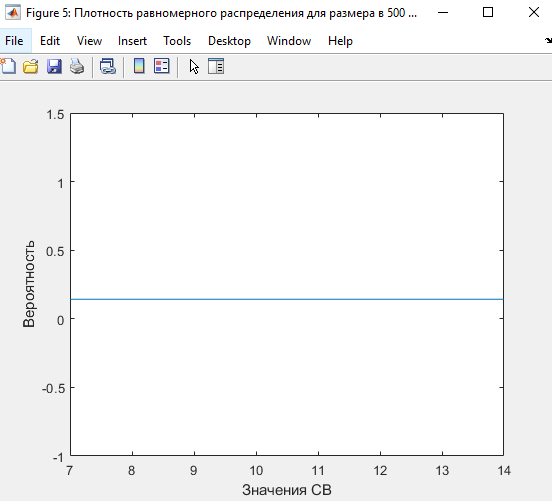 Figure 5: Плотность равномерного распределения для размера в 500 ...
File Edit View Insert Tools Desktop Window Help
1.5
1
0.5
0
-0.5
-1
Вероятность
7 8 9 10 11 12 13 14
Значения СВ